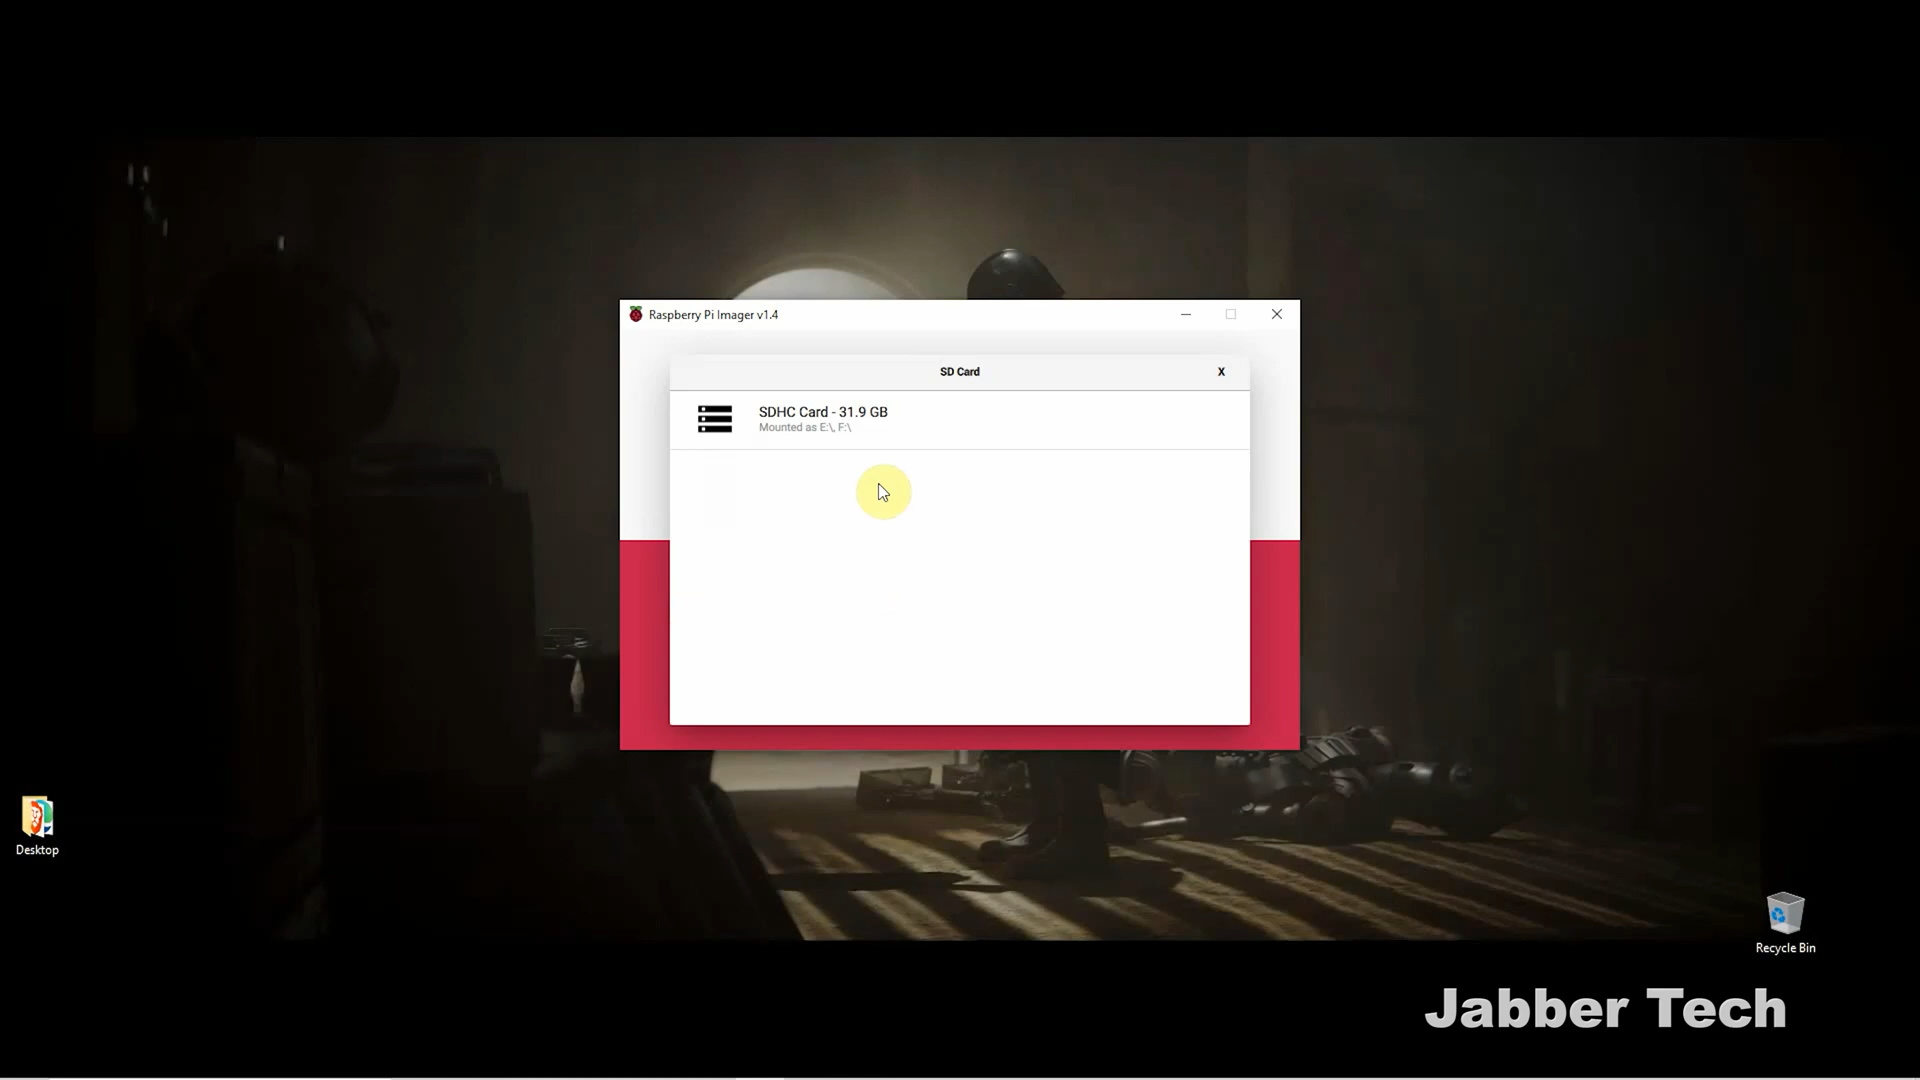 Raspberry Pi Imager v1.4
SD Card
X
SDHC Card - 31.9 GB
Mounted as E:\, F:\
Desktop
Recycle Bin
Jabber Tech